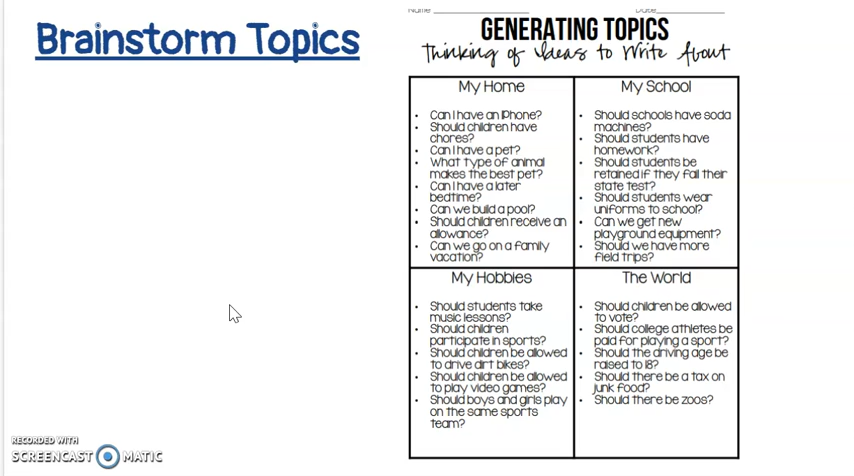 Brainstorm Topics
Name
Date
GENERATING TOPICS
Thinking of Ideas to Write About
My Home
• Can I have an IPhone?
• Should children have
chores?
• Can I have a pet?
• What type of animal
makes the best pet?
• Can I have a later
bedtime?
• Can we build a pool?
• Should children receive an
allowance?
• Can we go on a family
vacation?
My School
• Should schools have soda
machines?
• Should students have
homework?
• Should students be
retained if they fail their
state test?
• Should students wear
uniforms to school?
• Can we get new
playground equipment?
• Should we have more
field trips?
My Hobbies
• Should students take
music lessons?
• Should children
participate in sports?
• Should children be allowed
to drive dirt bikes?
• Should children be allowed
to play video games?
• Should boys and girls play
on the same sports
team?
The World
• Should children be allowed
to vote?
• Should college athletes be
paid for playing a sport?
• Should the driving age be
raised to 18?
• Should there be a tax on
junk food?
• Should there be zoos?
RECORDED WITH
SCREENCAST MATIC